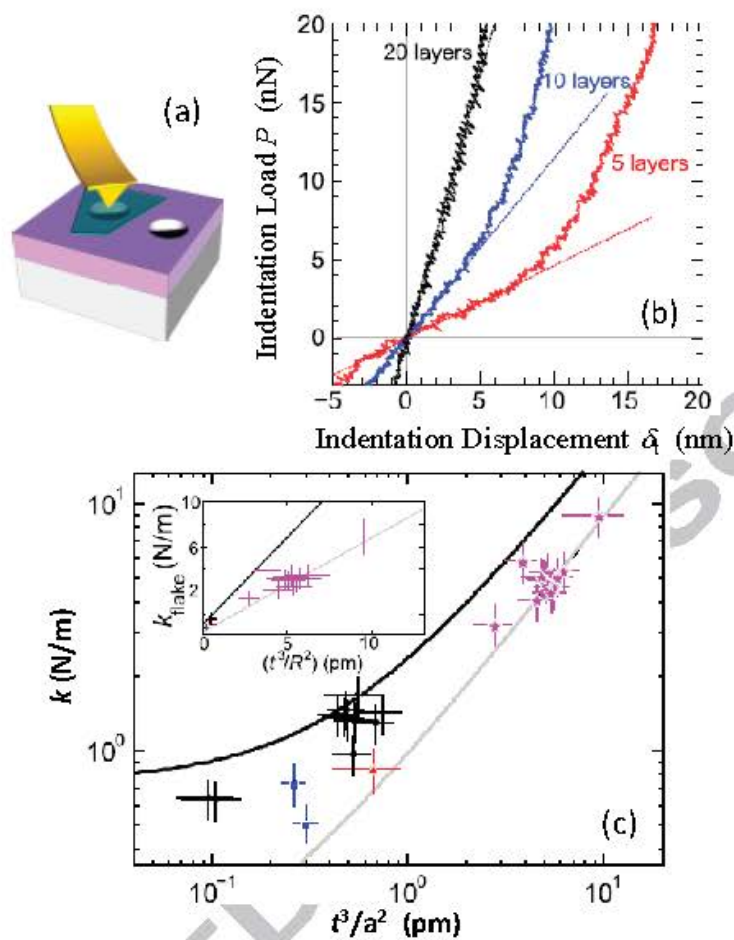 (a)
20
20 layers
10 layers
5 layers
15
10
5
0
Indentation Load P (nN)
(b)
−5 0 5 10 15 20
Indentation Displacement δ (nm)
10
6
2
k_flake (N/m)
0 5 10
(t³/R²) (pm)
10¹
10⁰
k (N/m)
(c)
10⁻¹ 10⁰ 10¹
t³/a² (pm)